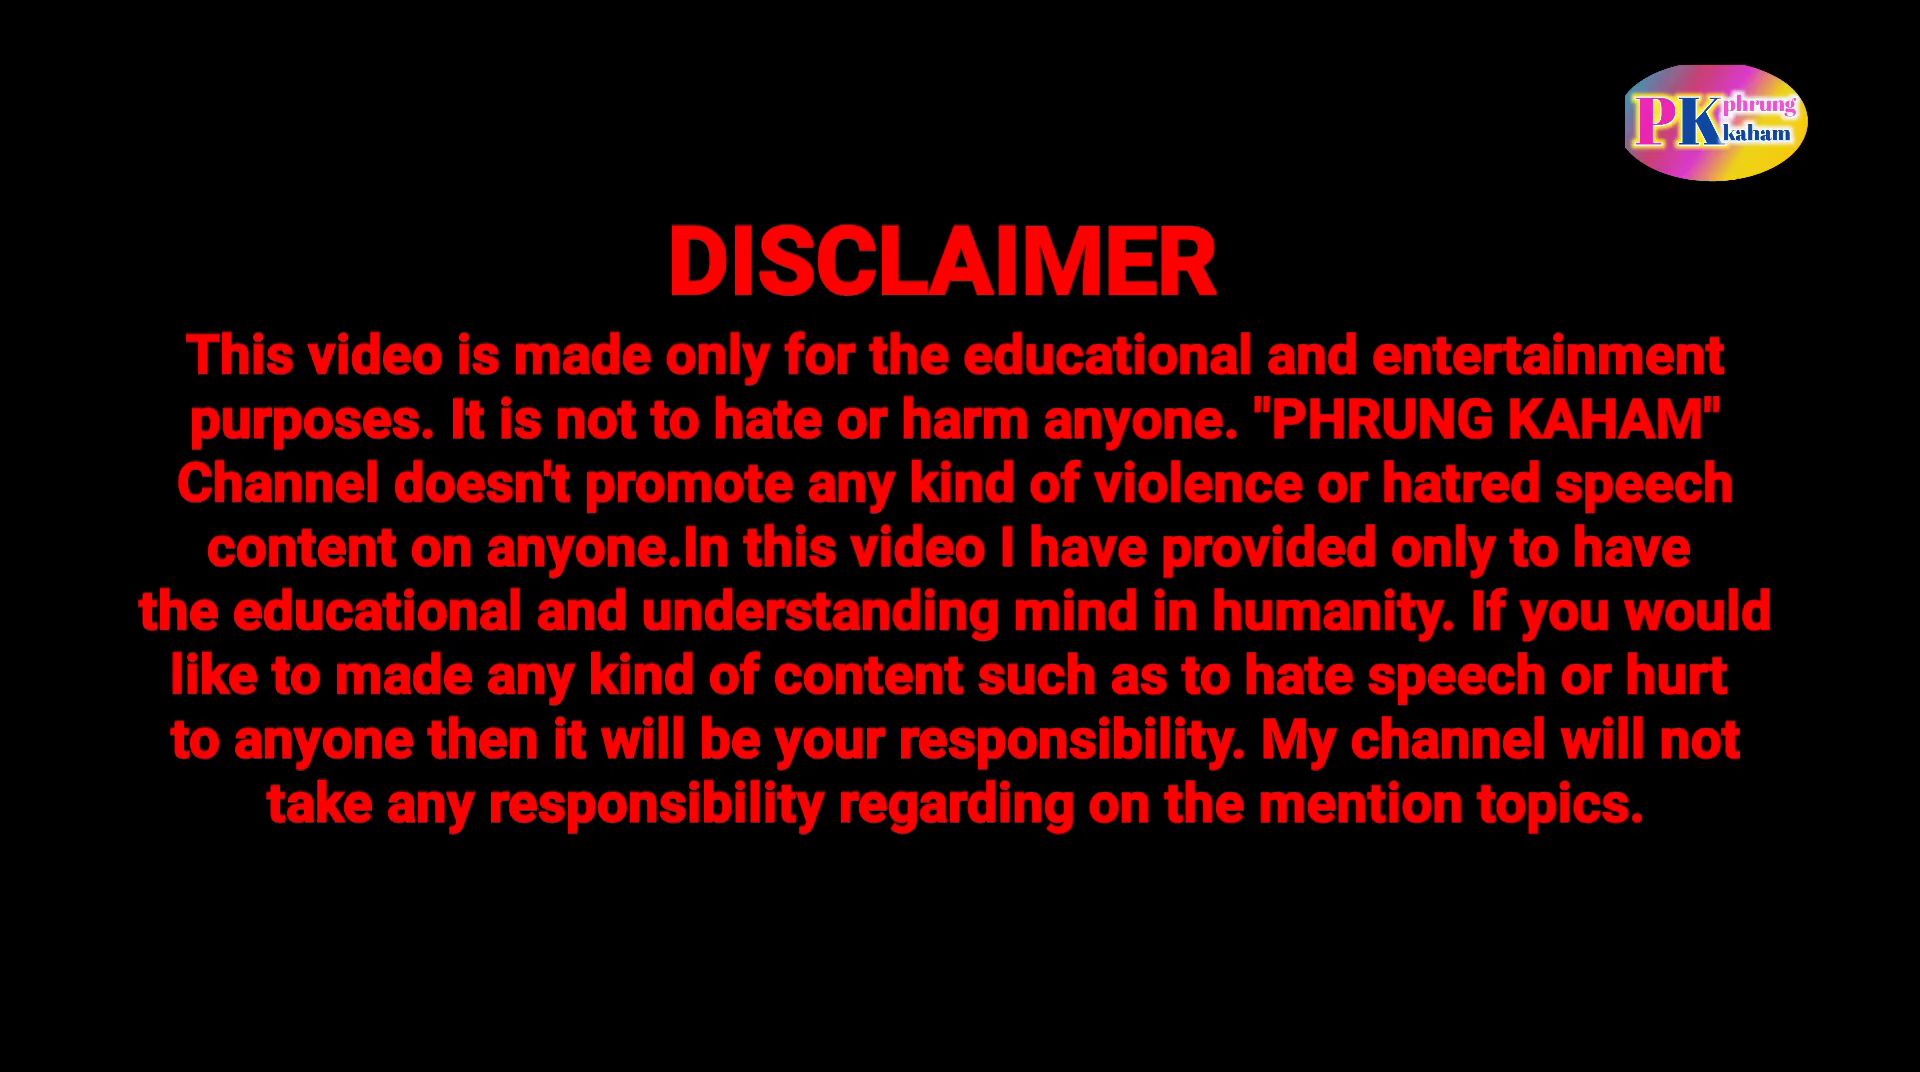 PK phrung
kaham
DISCLAIMER
This video is made only for the educational and entertainment
purposes. It is not to hate or harm anyone. "PHRUNG KAHAM"
Channel doesn't promote any kind of violence or hatred speech
content on anyone.In this video I have provided only to have
the educational and understanding mind in humanity. If you would
like to made any kind of content such as to hate speech or hurt
to anyone then it will be your responsibility. My channel will not
take any responsibility regarding on the mention topics.